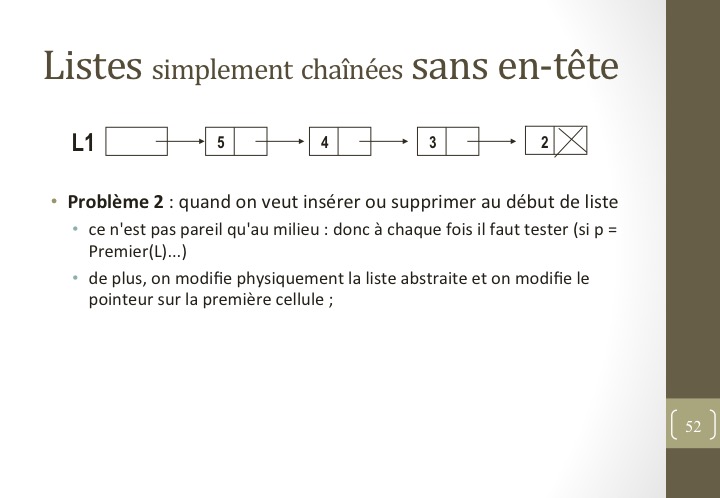 Listes simplement chaînées sans en-tête
L1 5 4 3 2
• Problème 2 : quand on veut insérer ou supprimer au début de liste
• ce n'est pas pareil qu'au milieu : donc à chaque fois il faut tester (si p =
Premier(L)...)
• de plus, on modifie physiquement la liste abstraite et on modifie le
pointeur sur la première cellule ;
52